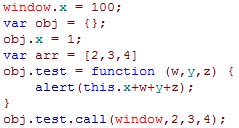 window.x = 100;
var obj = {};
obj.x = 1;
var arr = [2,3,4]
obj.test = function (w,y,z) {
    alert(this.x+w+y+z);
}
obj.test.call(window,2,3,4);